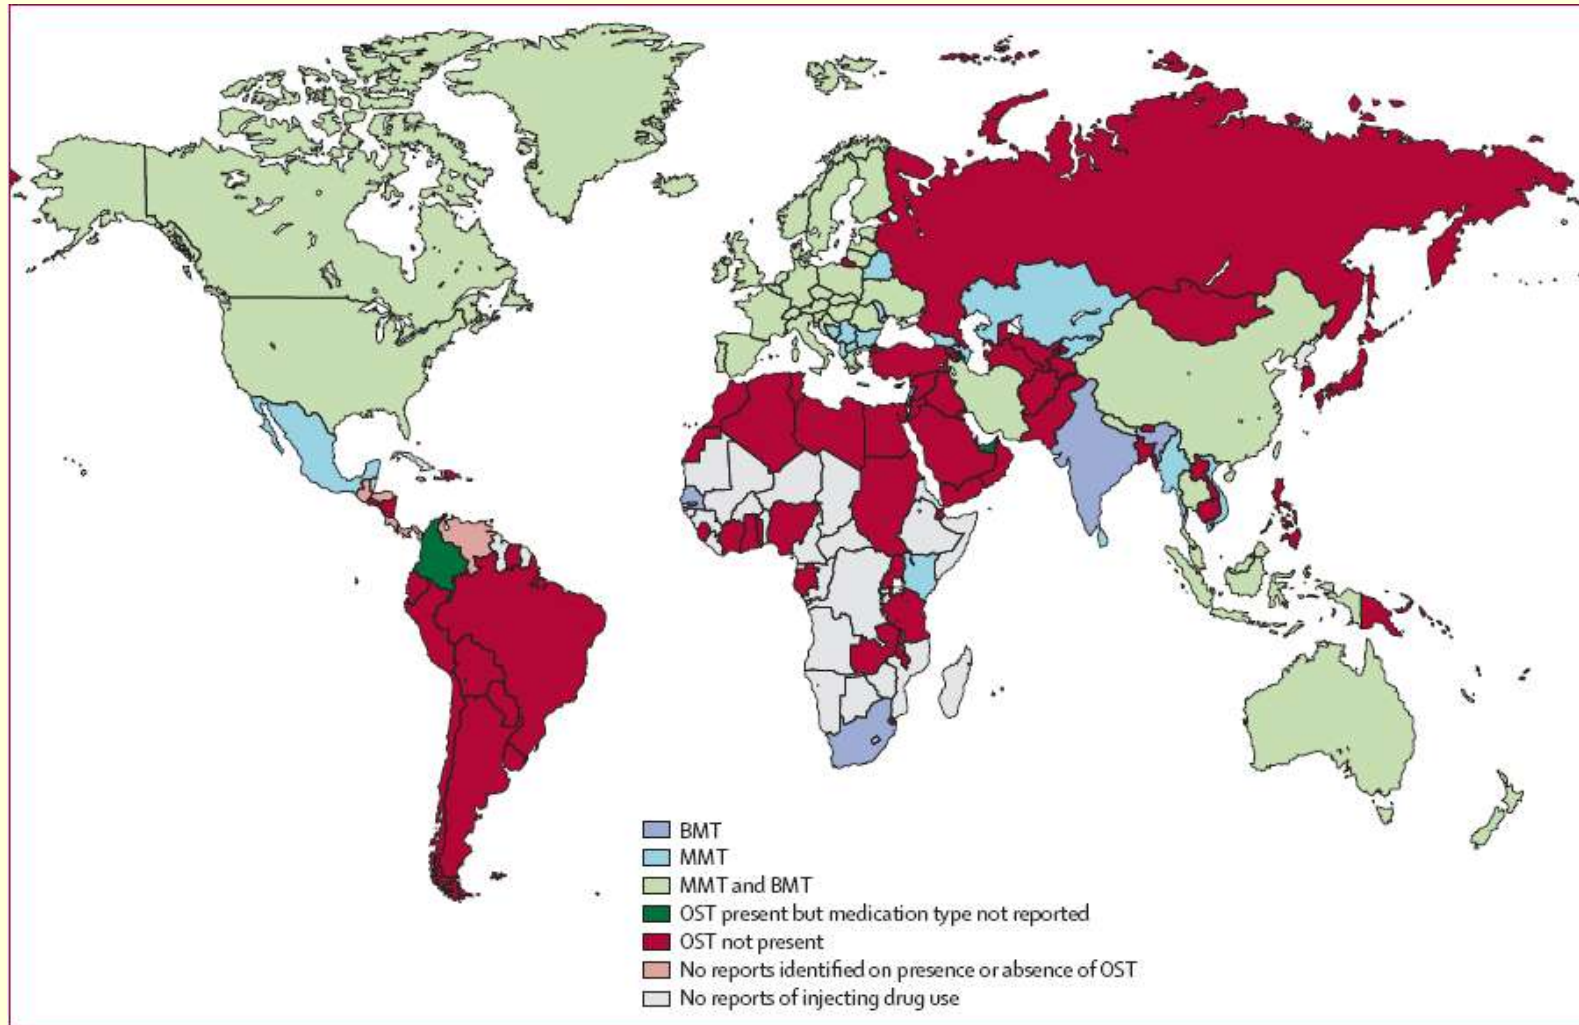 BMT
MMT
MMT and BMT
OST present but medication type not reported
OST not present
No reports identified on presence or absence of OST
No reports of injecting drug use